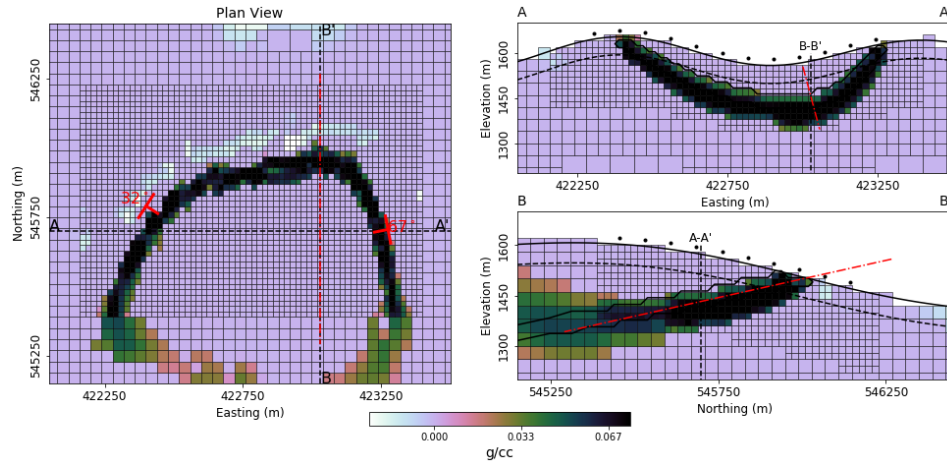 Plan View
B'
546250
545750
545250
Northing (m)
32°
67°
A
A'
B
422250
422750
423250
Easting (m)
A
A
B-B'
1600
1450
1300
Elevation (m)
422250
422750
423250
Easting (m)
B
B
A-A'
1600
1450
1300
Elevation (m)
545250
545750
546250
Northing (m)
0.000
0.033
0.067
g/cc